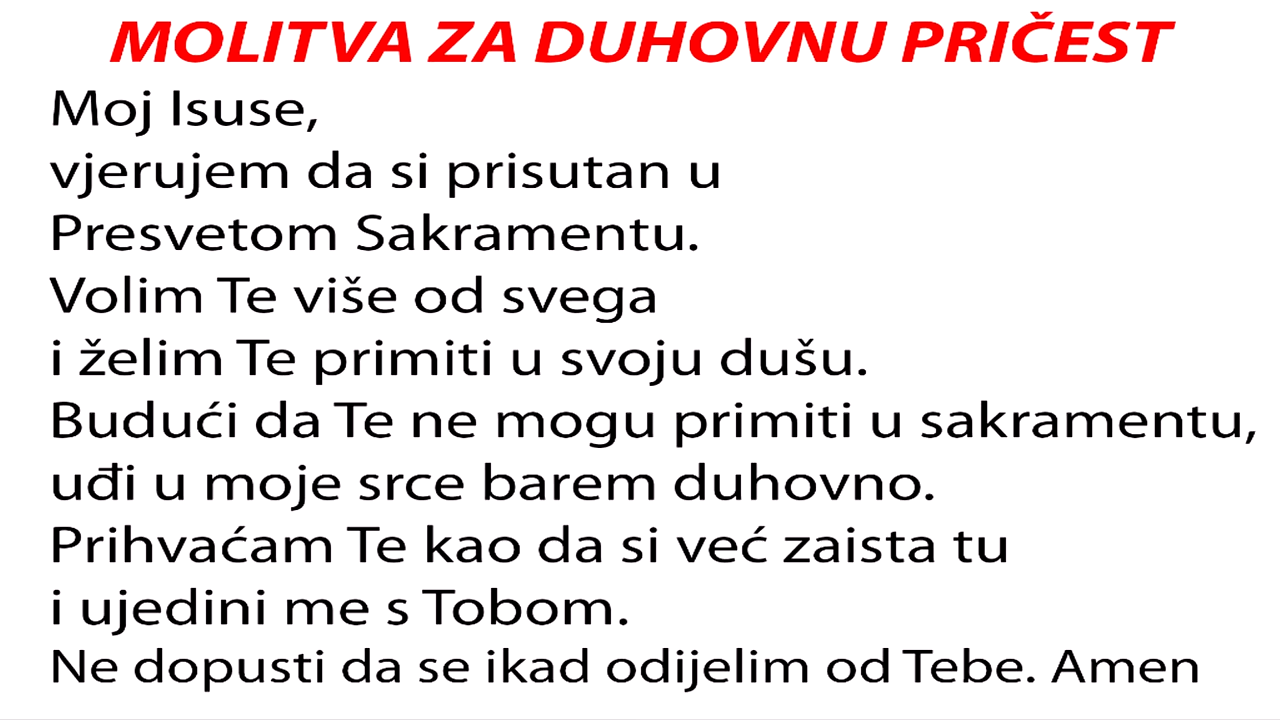 MOLITVA ZA DUHOVNU PRIČEST
Moj Isuse,
vjerujem da si prisutan u
Presvetom Sakramentu.
Volim Te više od svega
i želim Te primiti u svoju dušu.
Budući da Te ne mogu primiti u sakramentu,
uđi u moje srce barem duhovno.
Prihvaćam Te kao da si već zaista tu
i ujedini me s Tobom.
Ne dopusti da se ikad odijelim od Tebe. Amen